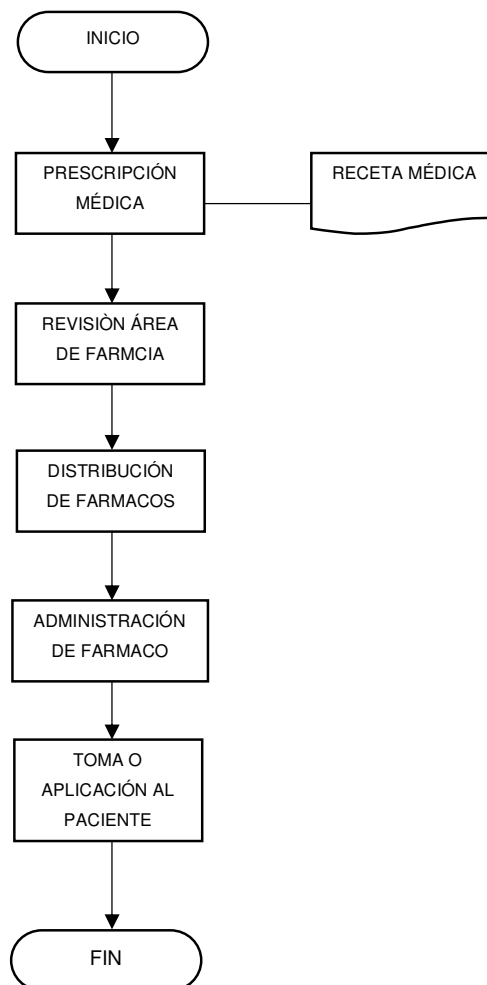 INICIO
PRESCRIPCIÓN
MÉDICA
RECETA MÉDICA
REVISIÒN ÁREA
DE FARMCIA
DISTRIBUCIÓN
DE FARMACOS
ADMINISTRACIÓN
DE FARMACO
TOMA O
APLICACIÓN AL
PACIENTE
FIN